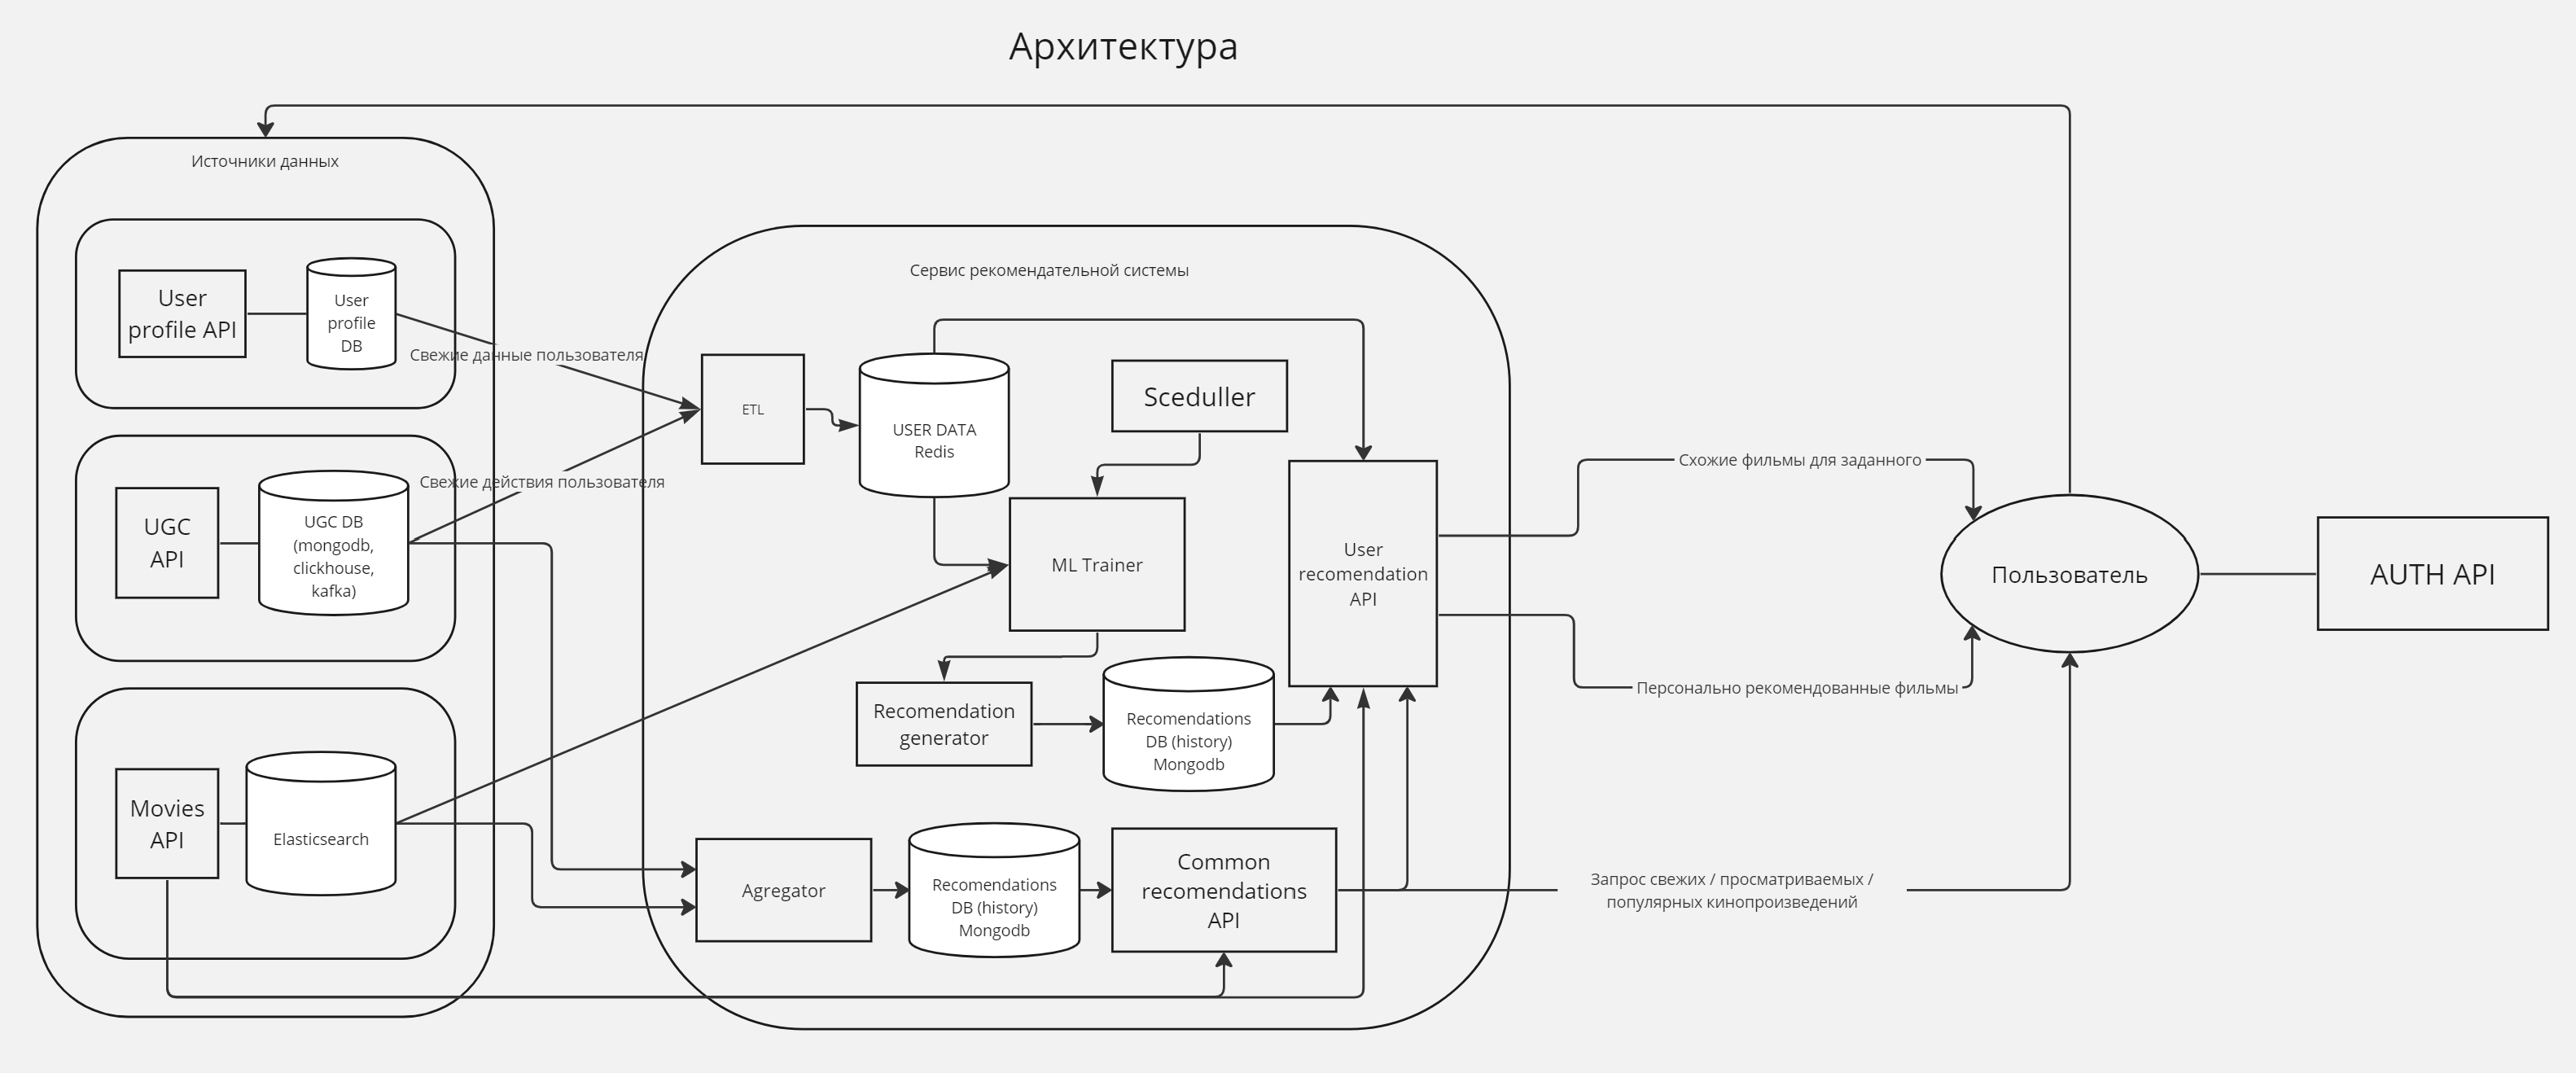 Архитектура
Источники данных
User
profile API
User
profile
DB
Свежие данные пользователя
UGC
API
UGC DB
(mongodb,
clickhouse,
kafka)
Свежие действия пользователя
Movies
API
Elasticsearch
Сервис рекомендательной системы
ETL
USER DATA
Redis
Sceduller
ML Trainer
User
recomendation
API
Recomendation
generator
Recomendations
DB (history)
Mongodb
Agregator
Recomendations
DB (history)
Mongodb
Common
recomendations
API
Схожие фильмы для заданного
Персонально рекомендованные фильмы
Запрос свежих / просматриваемых /
популярных кинопроизведений
Пользователь
AUTH API